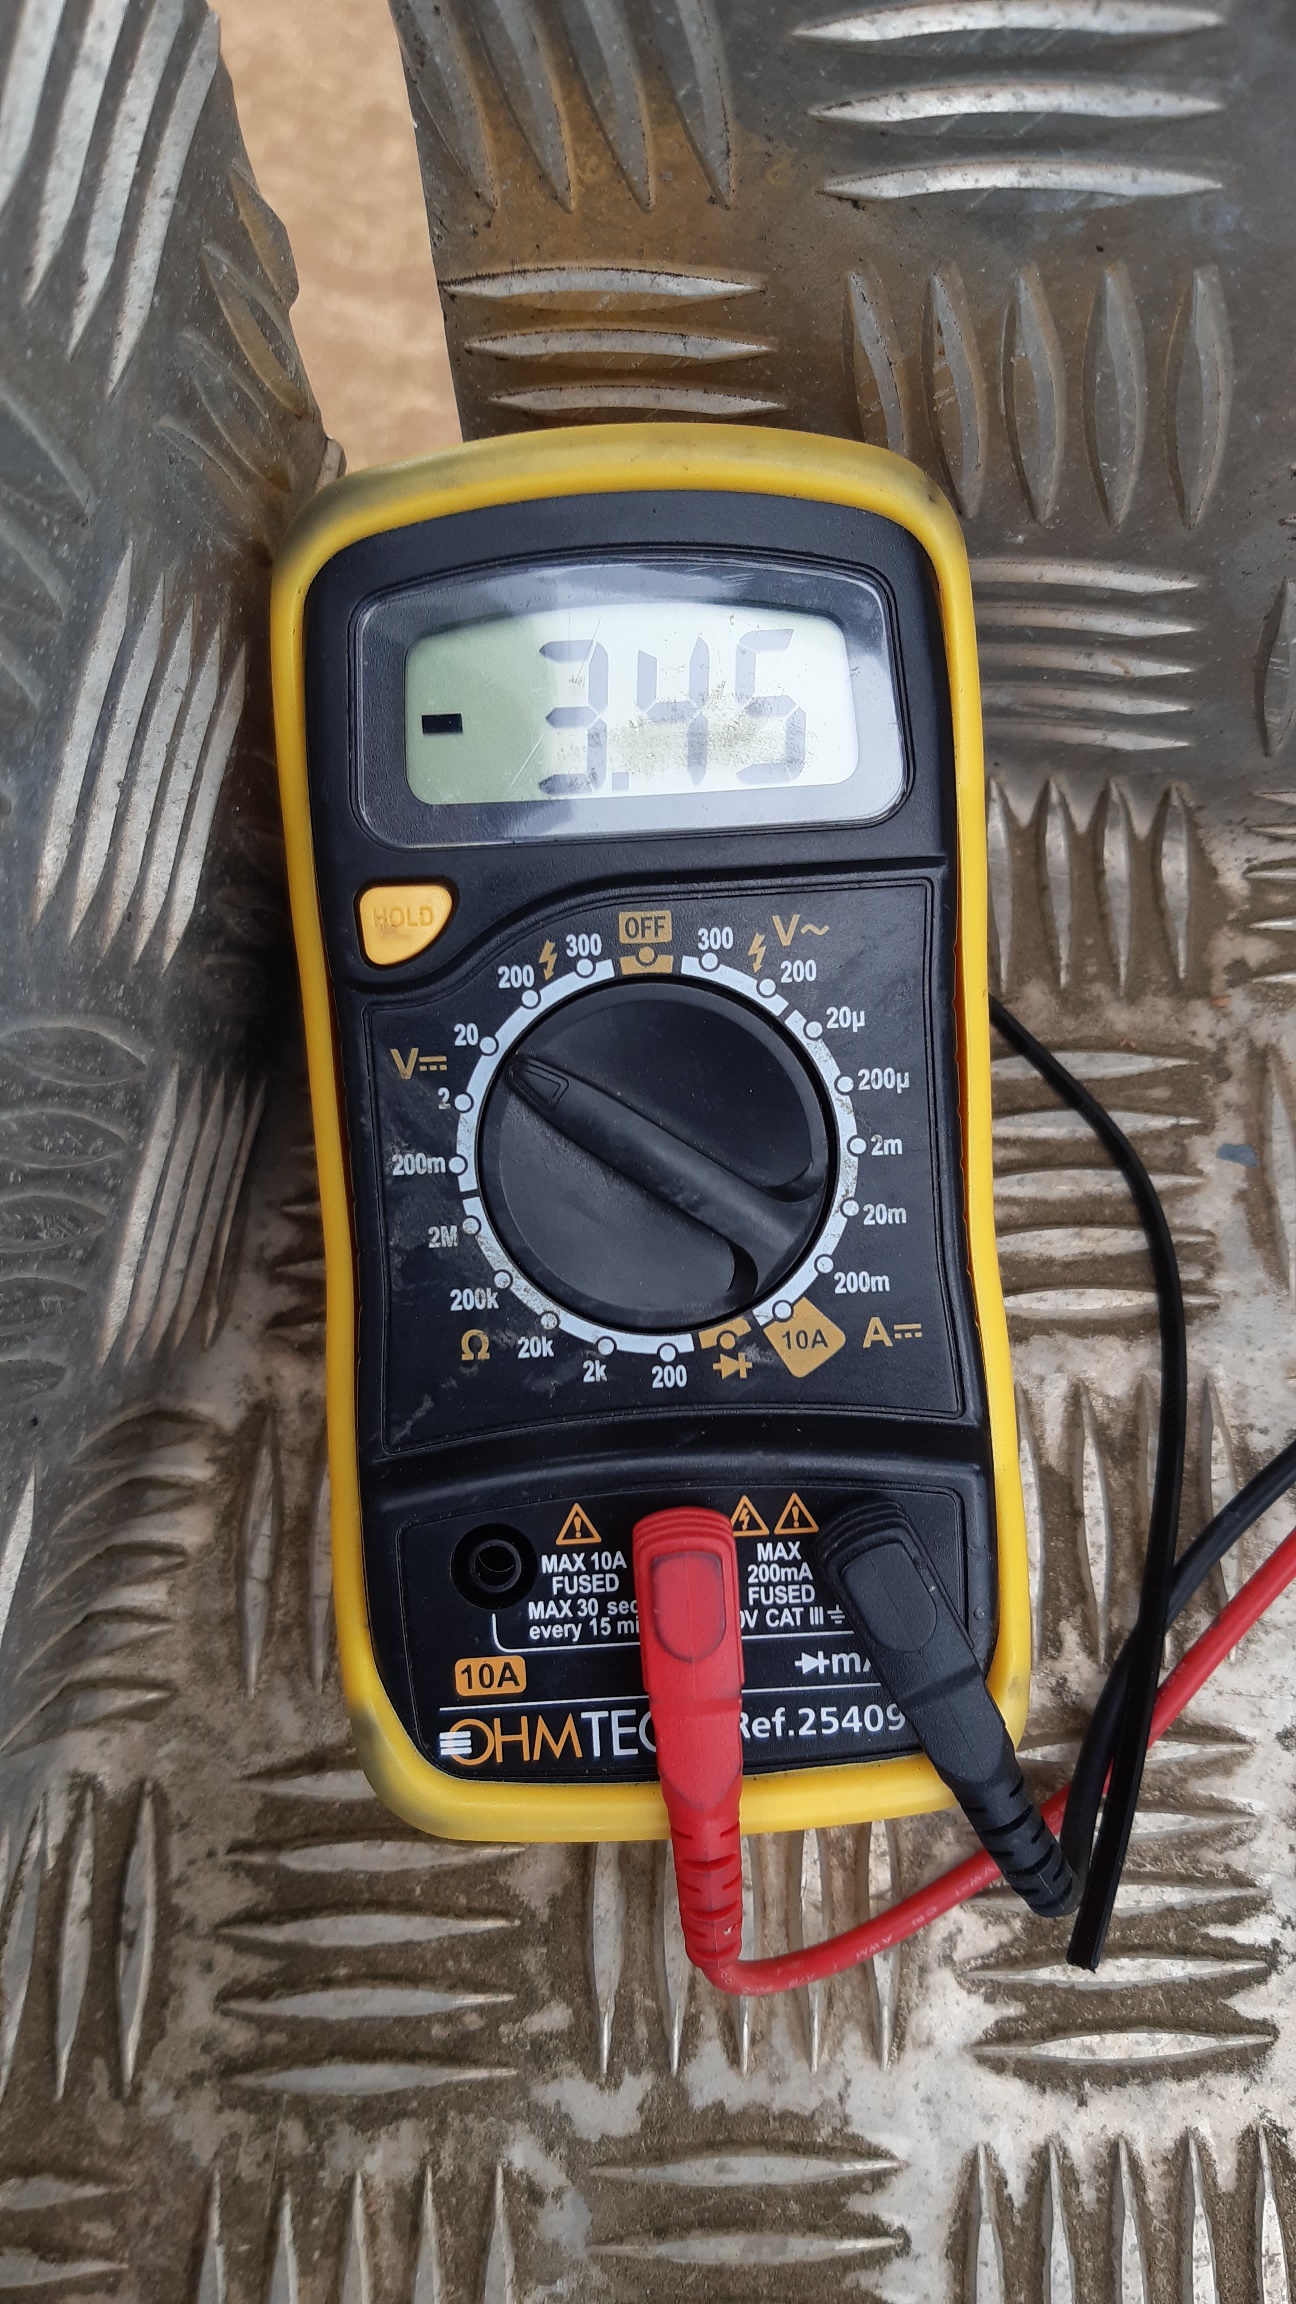 - 3.45
HOLD
OFF
300
300
V~
200
200
20
20µ
V
200µ
2
200m
2m
2M
20m
200k
200m
Ω
20k
10A
A
2k
200
MAX 10A
FUSED
MAX 30 sec
every 15 mi
MAX
200mA
FUSED
0V CAT III
10A
m
OHMTEC
Ref.25409